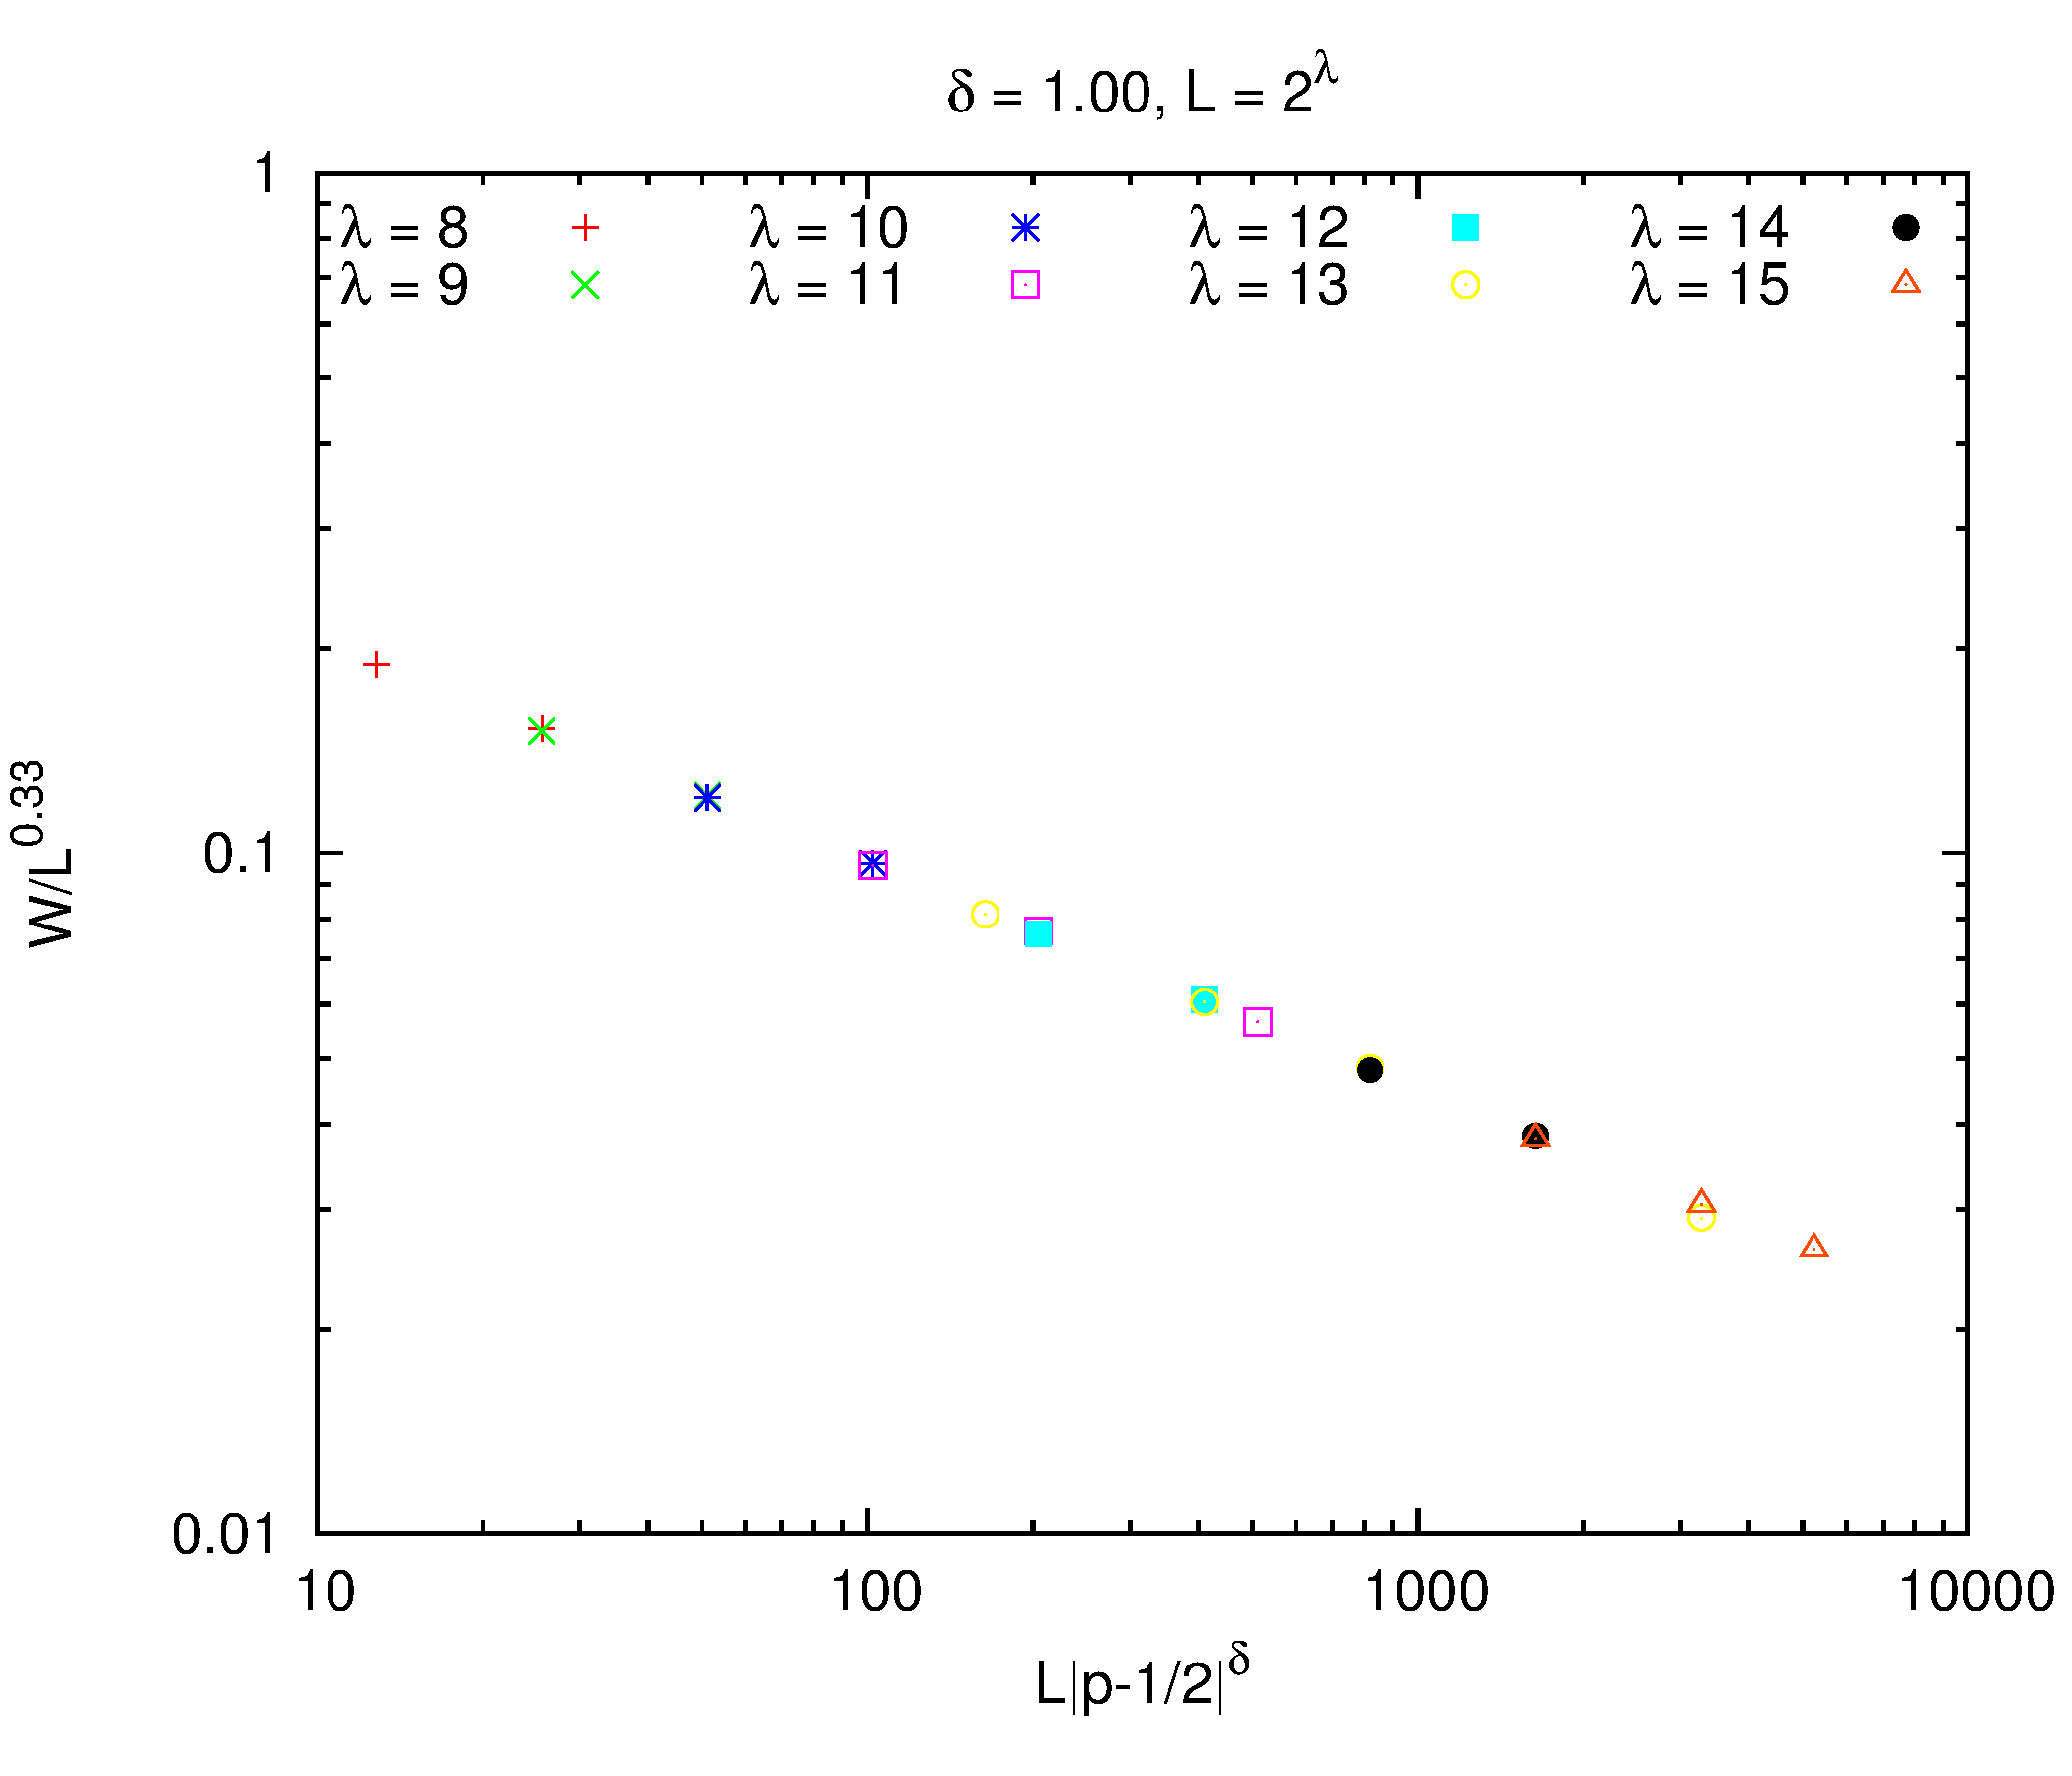 δ = 1.00, L = 2^λ
1
λ = 8 λ = 10 λ = 12 λ = 14
λ = 9 λ = 11 λ = 13 λ = 15
W/L^0.33
0.1
0.01
10 100 1000 10000
L|p-1/2|^δ